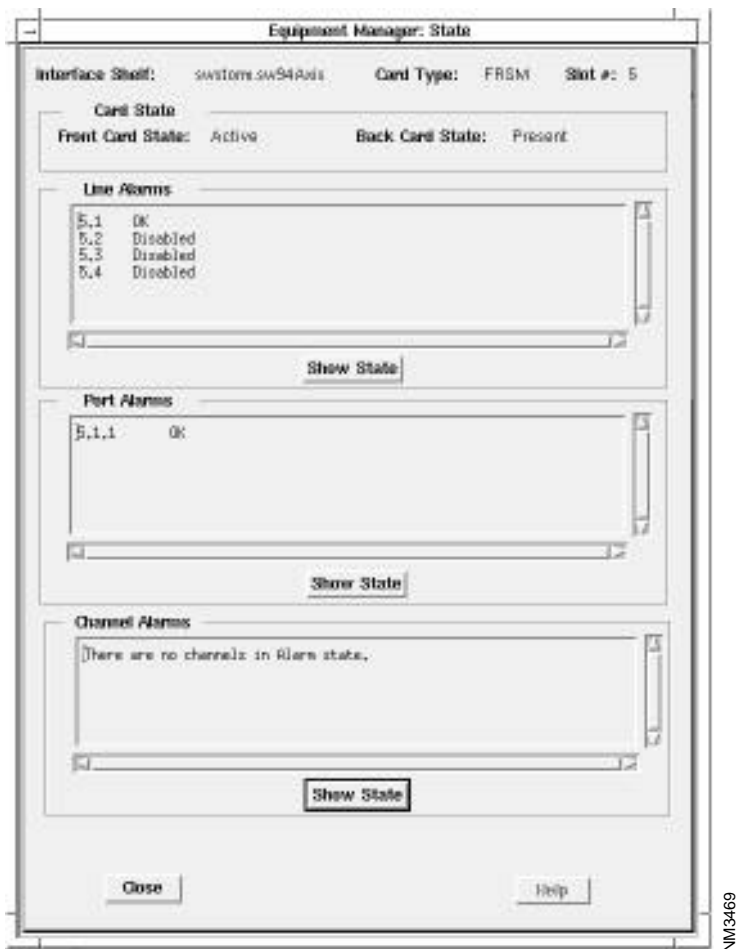 Equipment Manager: State
Interface Shelf: swstorm.sw94Axis Card Type: FRSM Slot #: 5
Card State
Front Card State: Active Back Card State: Present
Line Alarms
5.1 OK
5.2 Disabled
5.3 Disabled
5.4 Disabled
Show State
Port Alarms
5.1.1 OK
Show State
Channel Alarms
There are no channels in Alarm state.
Show State
Close Help
NM3469